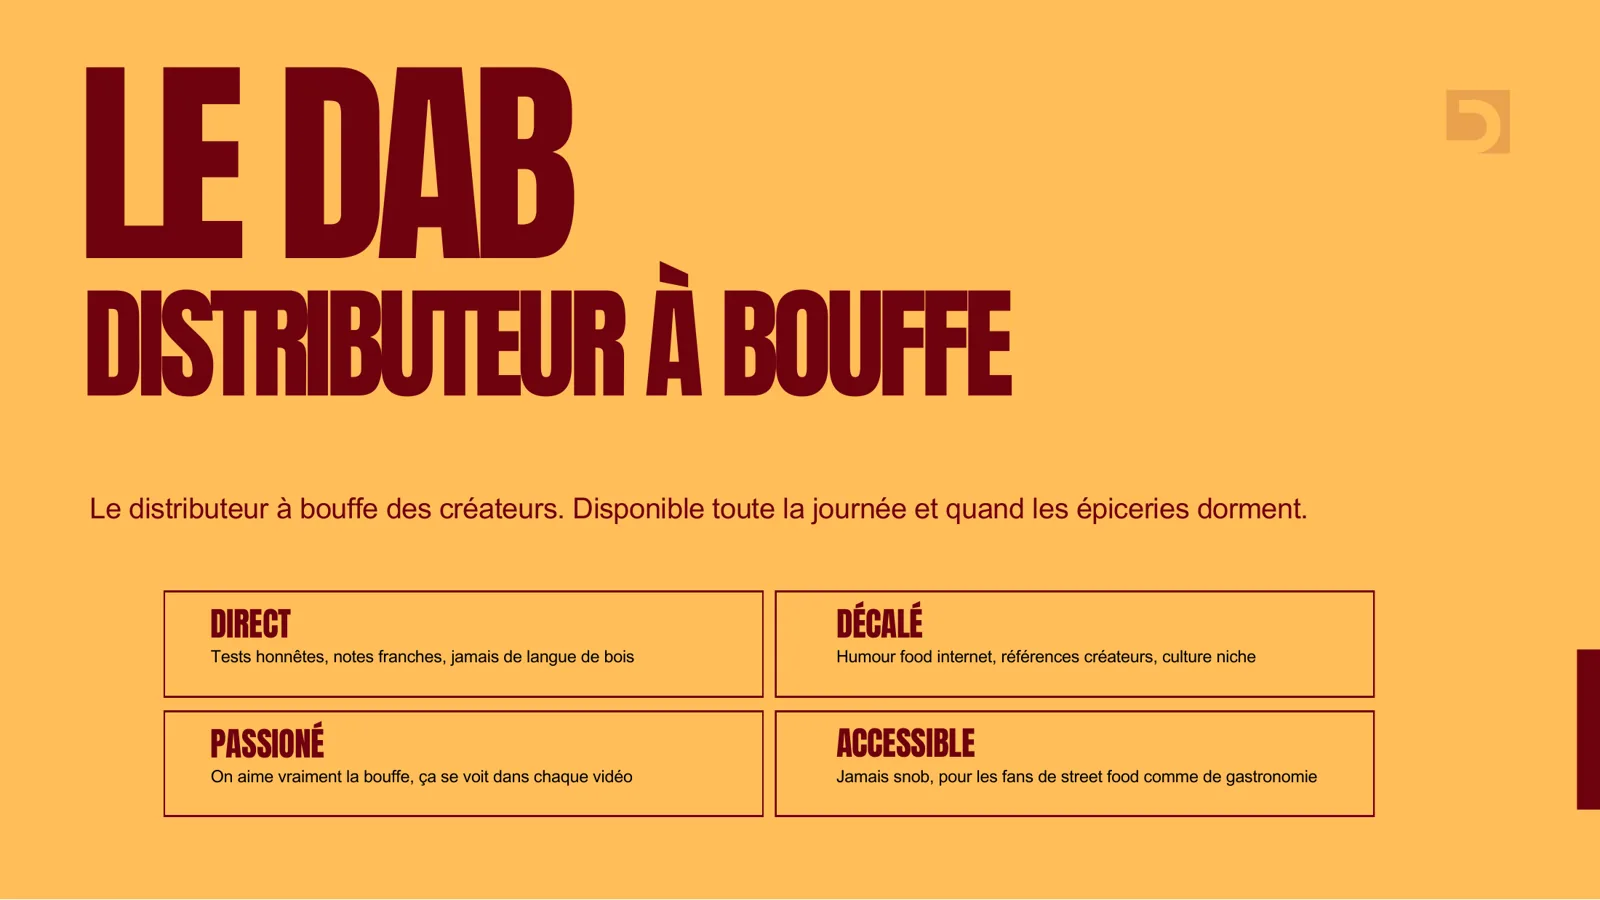 LE DAB
DISTRIBUTEUR À BOUFFE
Le distributeur à bouffe des créateurs. Disponible toute la journée et quand les épiceries dorment.
DIRECT
Tests honnêtes, notes franches, jamais de langue de bois
DÉCALÉ
Humour food internet, références créateurs, culture niche
PASSIONÉ
On aime vraiment la bouffe, ça se voit dans chaque vidéo
ACCESSIBLE
Jamais snob, pour les fans de street food comme de gastronomie